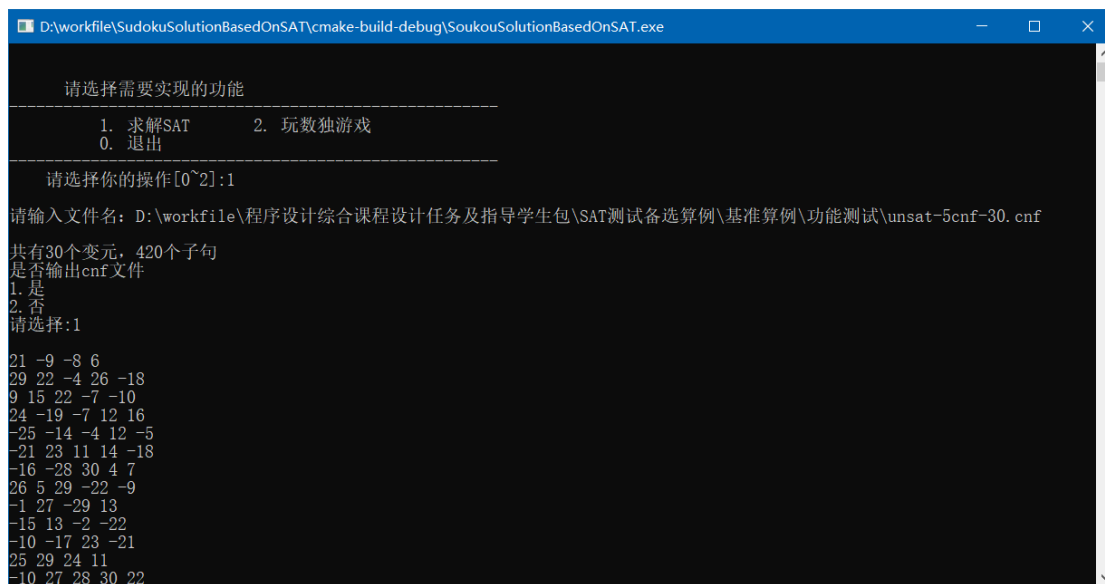 D:\workfile\SudokuSolutionBasedOnSAT\cmake-build-debug\SoukouSolutionBasedOnSAT.exe
请选择需要实现的功能
------------------------------------------------------
1. 求解SAT 2. 玩数独游戏
0. 退出
------------------------------------------------------
请选择你的操作[0~2]:1
请输入文件名：D:\workfile\程序设计综合课程设计任务及指导学生包\SAT测试备选算例\基准算例\功能测试\unsat-5cnf-30.cnf
共有30个变元，420个子句
是否输出cnf文件
1.是
2.否
请选择:1
21 -9 -8 6
29 22 -4 26 -18
9 15 22 -7 -10
24 -19 -7 12 16
-25 -14 -4 12 -5
-21 23 11 14 -18
-16 -28 30 4 7
26 5 29 -22 -9
-1 27 -29 13
-15 13 -2 -22
-10 -17 23 -21
25 29 24 11
-10 27 28 30 22